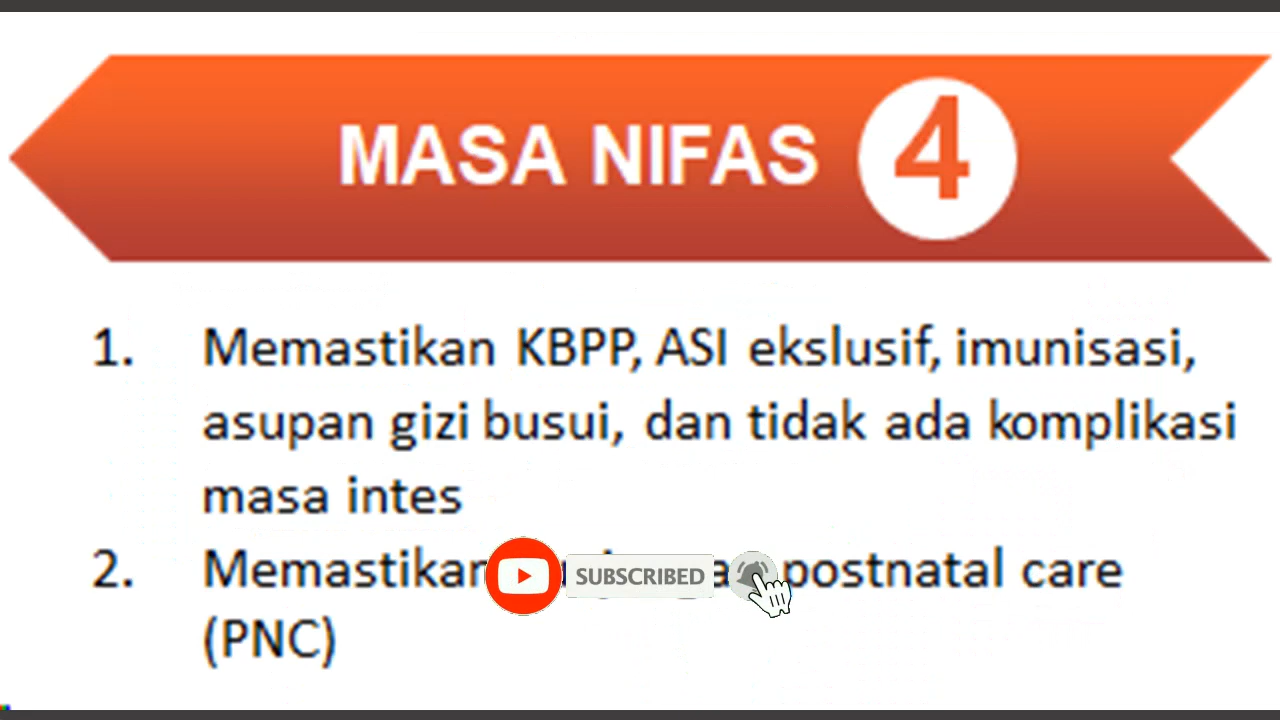 MASA NIFAS 4
1. Memastikan KBPP, ASI ekslusif, imunisasi,
asupan gizi busui, dan tidak ada komplikasi
masa intes
2. Memastikan postnatal care
SUBSCRIBED
(PNC)